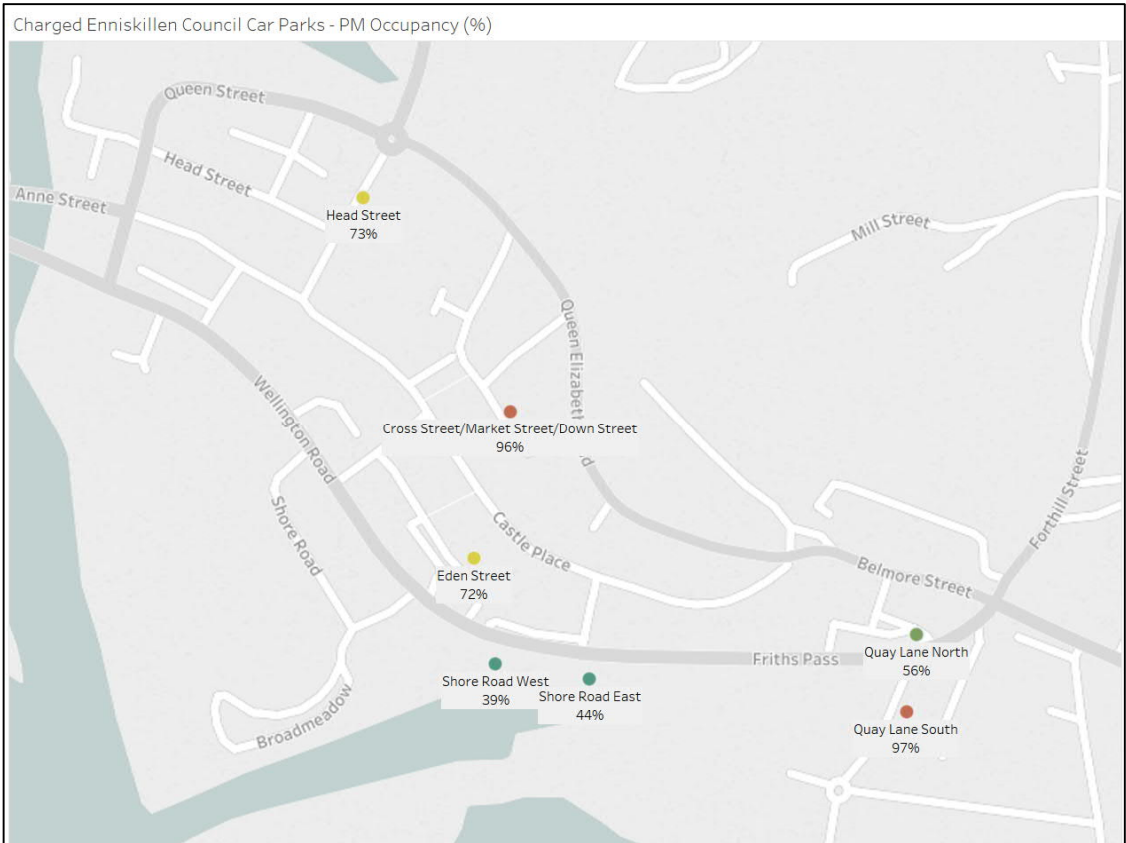 Charged Enniskillen Council Car Parks - PM Occupancy (%)
Queen Street
Head Street
Anne Street
Head Street
73%
Mill Street
Queen Elizabeth
Wellington Road
Cross Street/Market Street/Down Street
96%
Shore Road
Castle Place
Forthill Street
Eden Street
72%
Belmore Street
Friths Pass
Quay Lane North
56%
Shore Road West
39%
Shore Road East
44%
Broadmeadow
Quay Lane South
97%